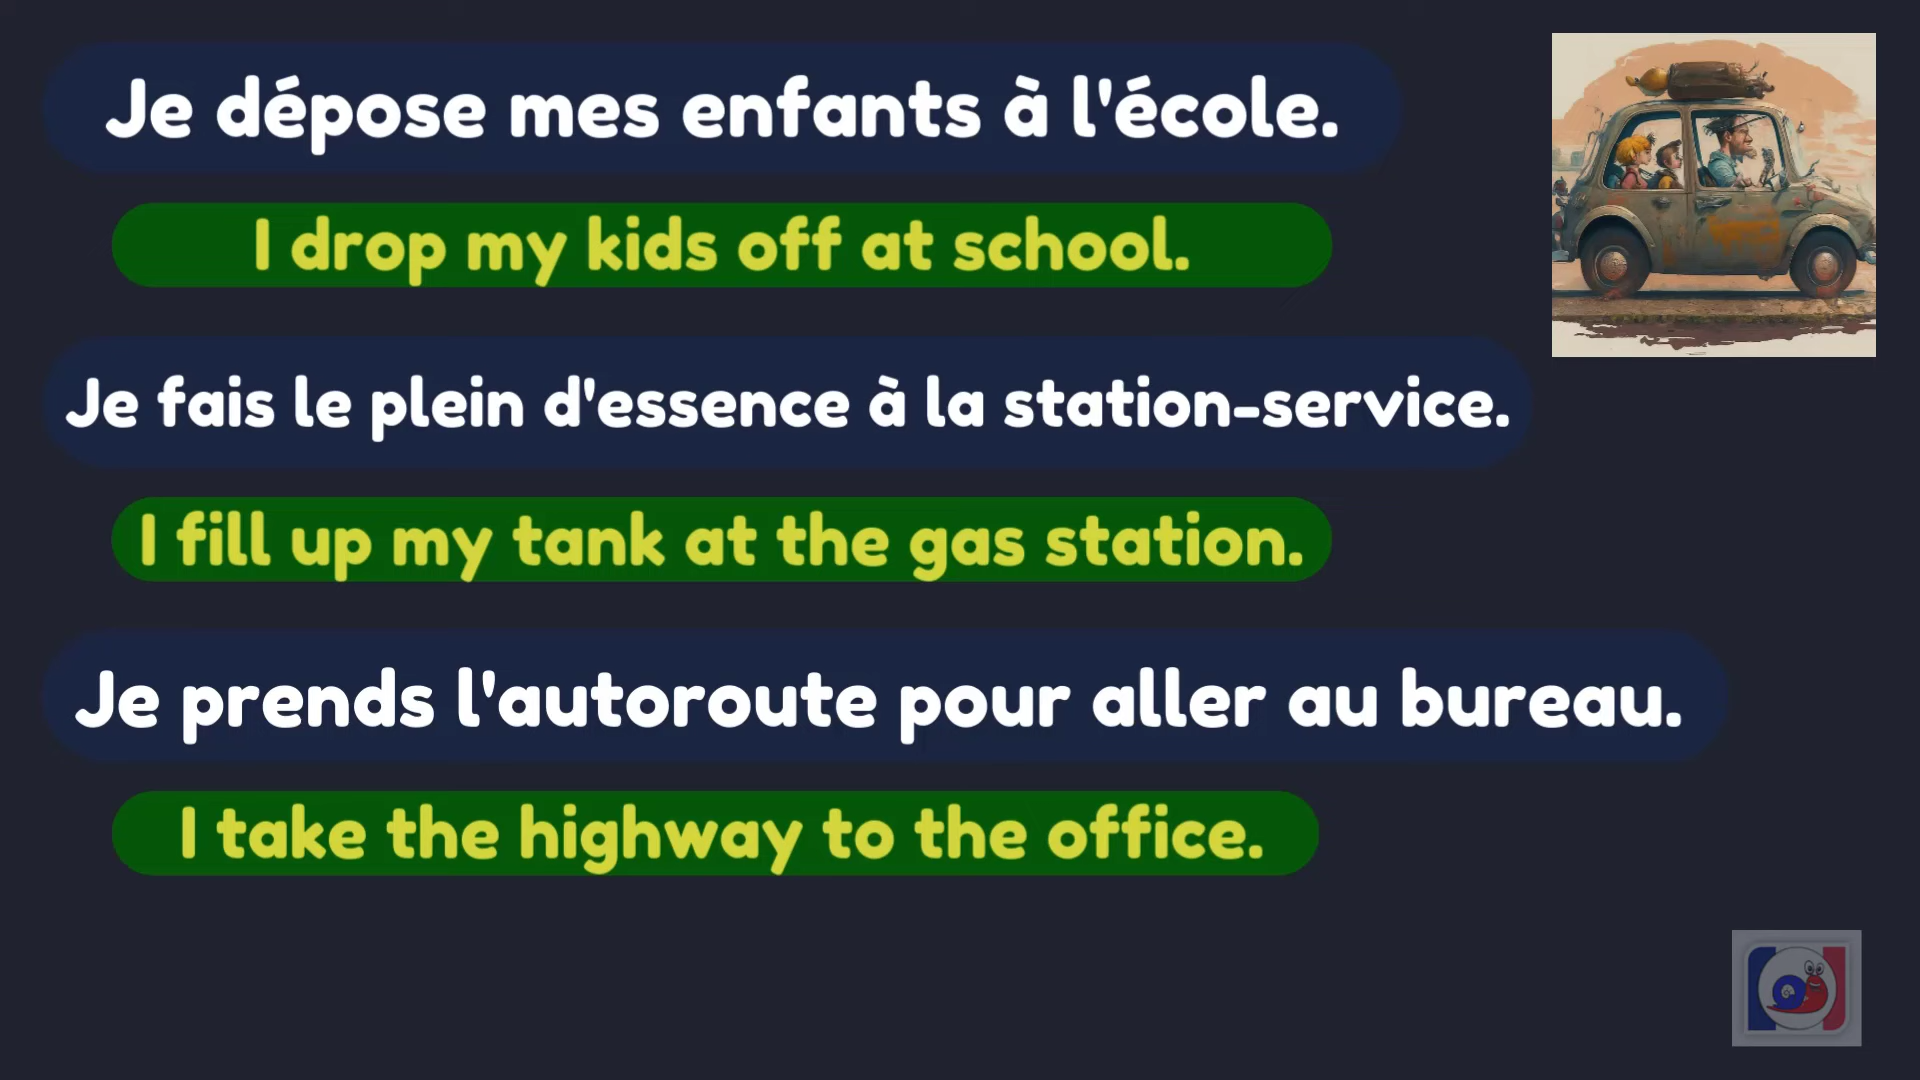 Je dépose mes enfants à l'école.
I drop my kids off at school.
Je fais le plein d'essence à la station-service.
I fill up my tank at the gas station.
Je prends l'autoroute pour aller au bureau.
I take the highway to the office.